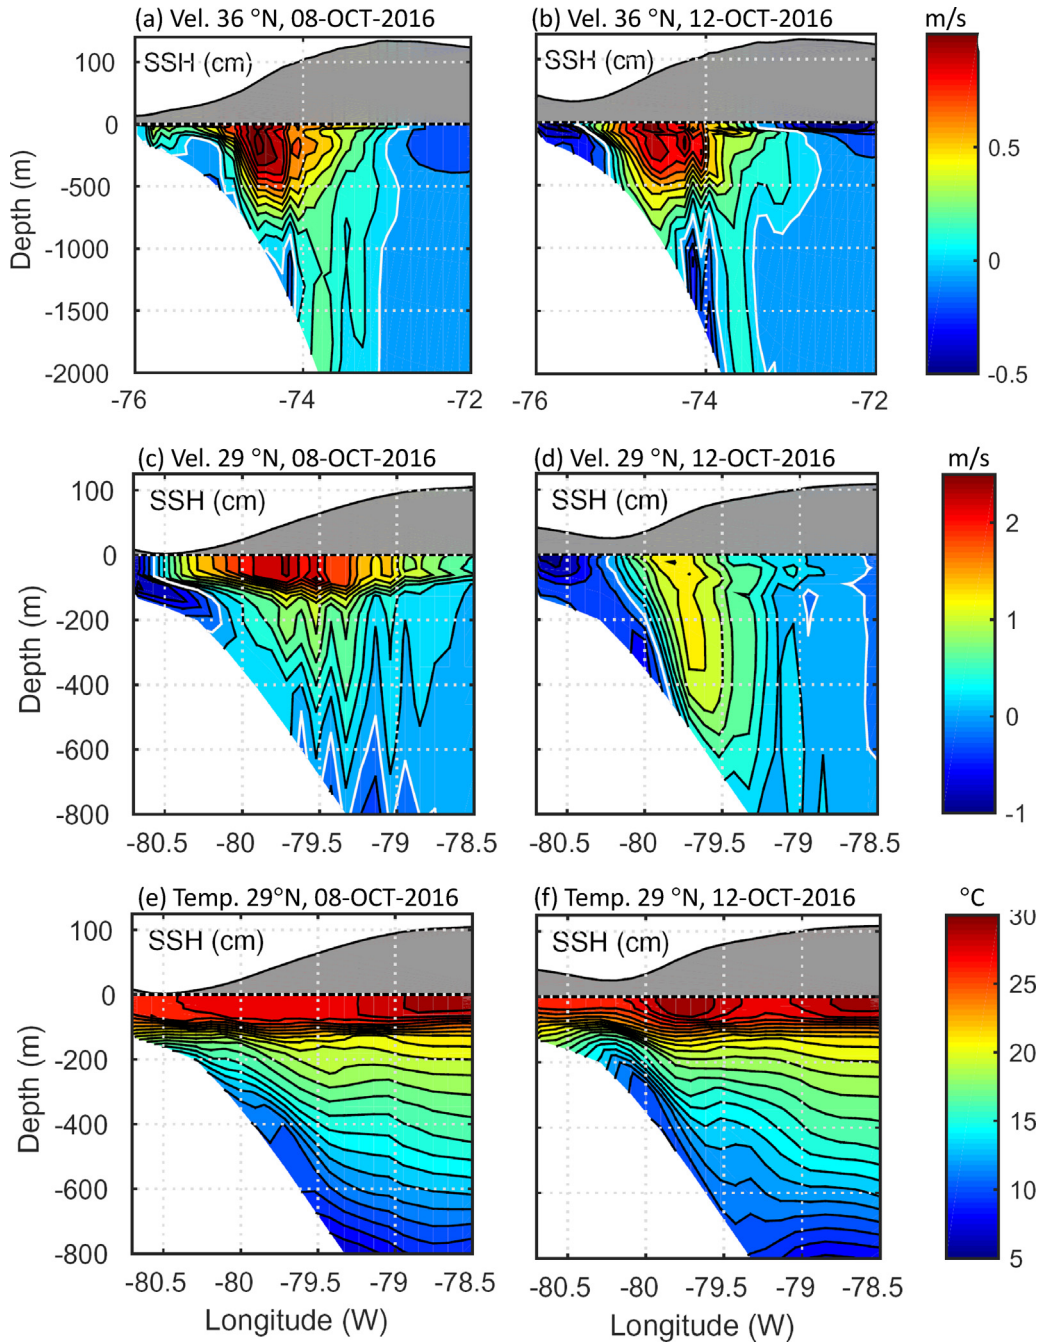 (a) Vel. 36 °N, 08-OCT-2016
(b) Vel. 36 °N, 12-OCT-2016
m/s
SSH (cm)
SSH (cm)
100
0
-500
-1000
-1500
-2000
Depth (m)
-76 -74 -72
-76 -74 -72
0.5
0
-0.5
(c) Vel. 29 °N, 08-OCT-2016
(d) Vel. 29 °N, 12-OCT-2016
m/s
SSH (cm)
SSH (cm)
100
0
-200
-400
-600
-800
Depth (m)
-80.5 -80 -79.5 -79 -78.5
-80.5 -80 -79.5 -79 -78.5
2
1
0
-1
(e) Temp. 29°N, 08-OCT-2016
(f) Temp. 29 °N, 12-OCT-2016
°C
SSH (cm)
SSH (cm)
100
0
-200
-400
-600
-800
Depth (m)
-80.5 -80 -79.5 -79 -78.5
-80.5 -80 -79.5 -79 -78.5
30
25
20
15
10
5
Longitude (W)
Longitude (W)